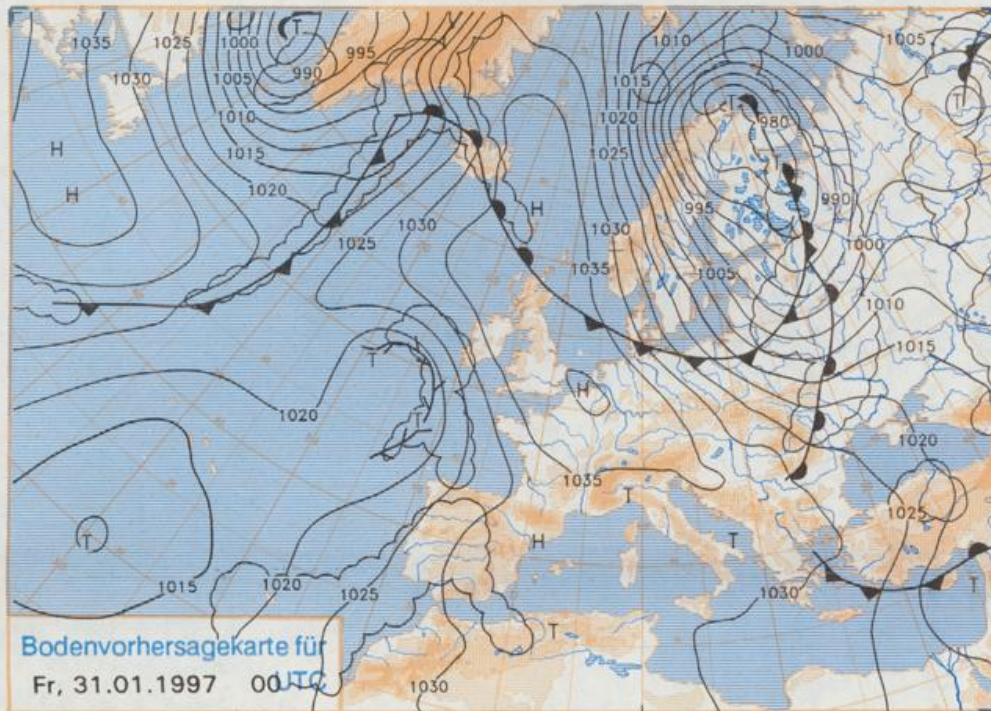 1035 1025 1000 T 995 1010 1000 1005
1030 1005 990 1015
1010 1020 T 980 T
H 1015 1025 T
H 1020 H 995 990
1030 1030
1025 1035 1005 1000
1010
T 1015
1020 H
T 1020
1035 T 1025
T H T
1015 1020 1025 1030 T
T
1030
Bodenvorhersagekarte für
Fr, 31.01.1997 00 UTC